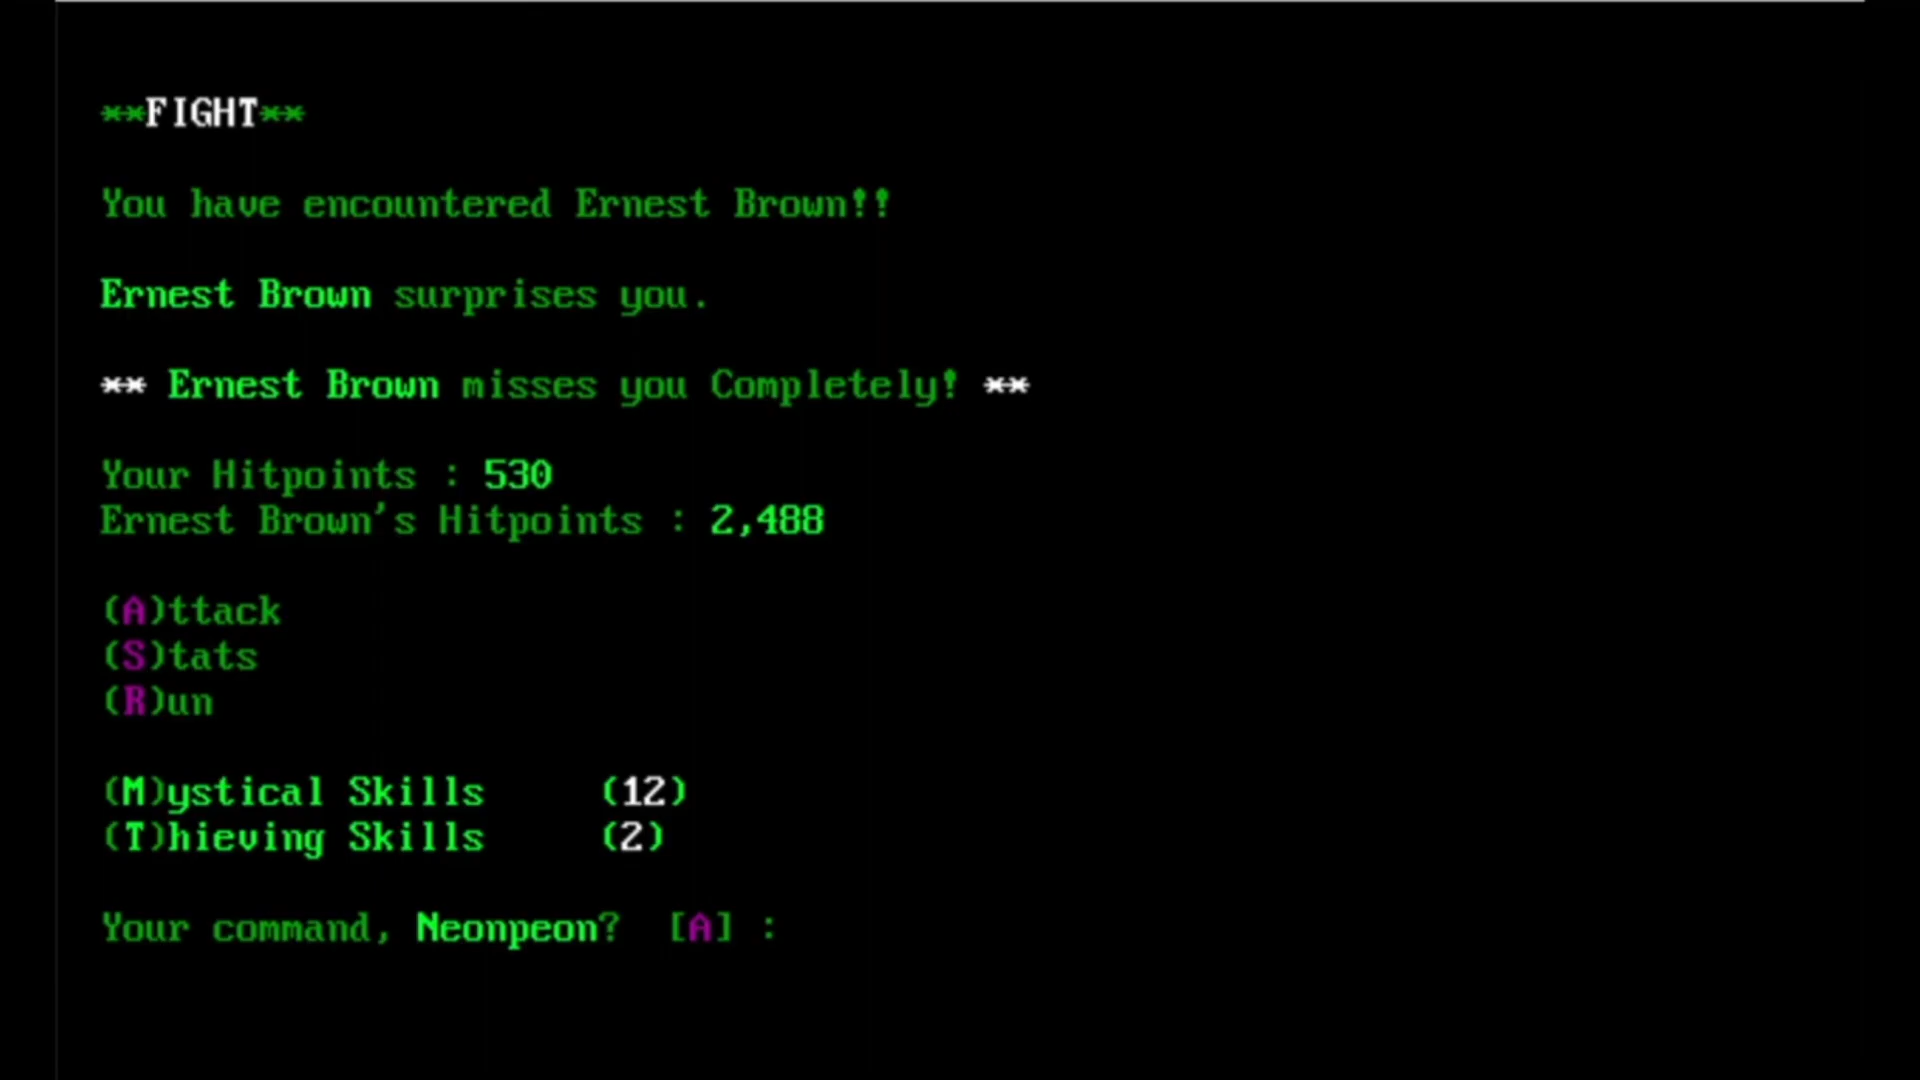 **FIGHT**
You have encountered Ernest Brown!!
Ernest Brown surprises you.
** Ernest Brown misses you Completely! **
Your Hitpoints : 530
Ernest Brown's Hitpoints : 2,488
(A)ttack
(S)tats
(R)un
(M)ystical Skills (12)
(T)hieving Skills (2)
Your command, Neonpeon? [A] :